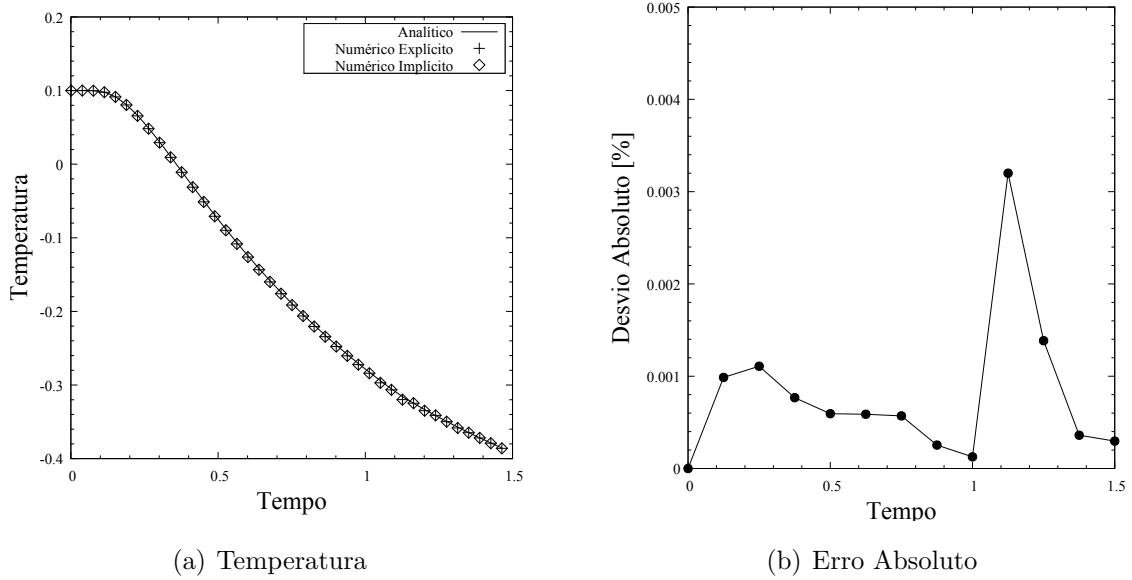 0.2
0.1
0
-0.1
-0.2
-0.3
-0.4
0
0.5
1
1.5
Temperatura
Tempo
Analítico
Numérico Explícito
Numérico Implícito
(a) Temperatura
0.005
0.004
0.003
0.002
0.001
0
0
0.5
1
1.5
Desvio Absoluto [%]
Tempo
(b) Erro Absoluto